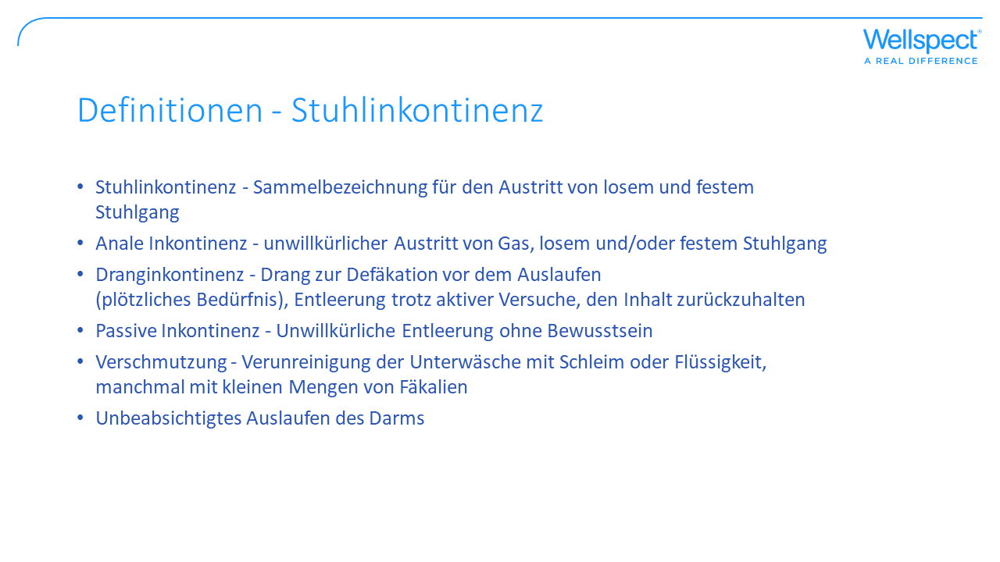 Wellspect®
A REAL DIFFERENCE
Definitionen - Stuhlinkontinenz
• Stuhlinkontinenz - Sammelbezeichnung für den Austritt von losem und festem
Stuhlgang
• Anale Inkontinenz - unwillkürlicher Austritt von Gas, losem und/oder festem Stuhlgang
• Dranginkontinenz - Drang zur Defäkation vor dem Auslaufen
(plötzliches Bedürfnis), Entleerung trotz aktiver Versuche, den Inhalt zurückzuhalten
• Passive Inkontinenz - Unwillkürliche Entleerung ohne Bewusstsein
• Verschmutzung - Verunreinigung der Unterwäsche mit Schleim oder Flüssigkeit,
manchmal mit kleinen Mengen von Fäkalien
• Unbeabsichtigtes Auslaufen des Darms